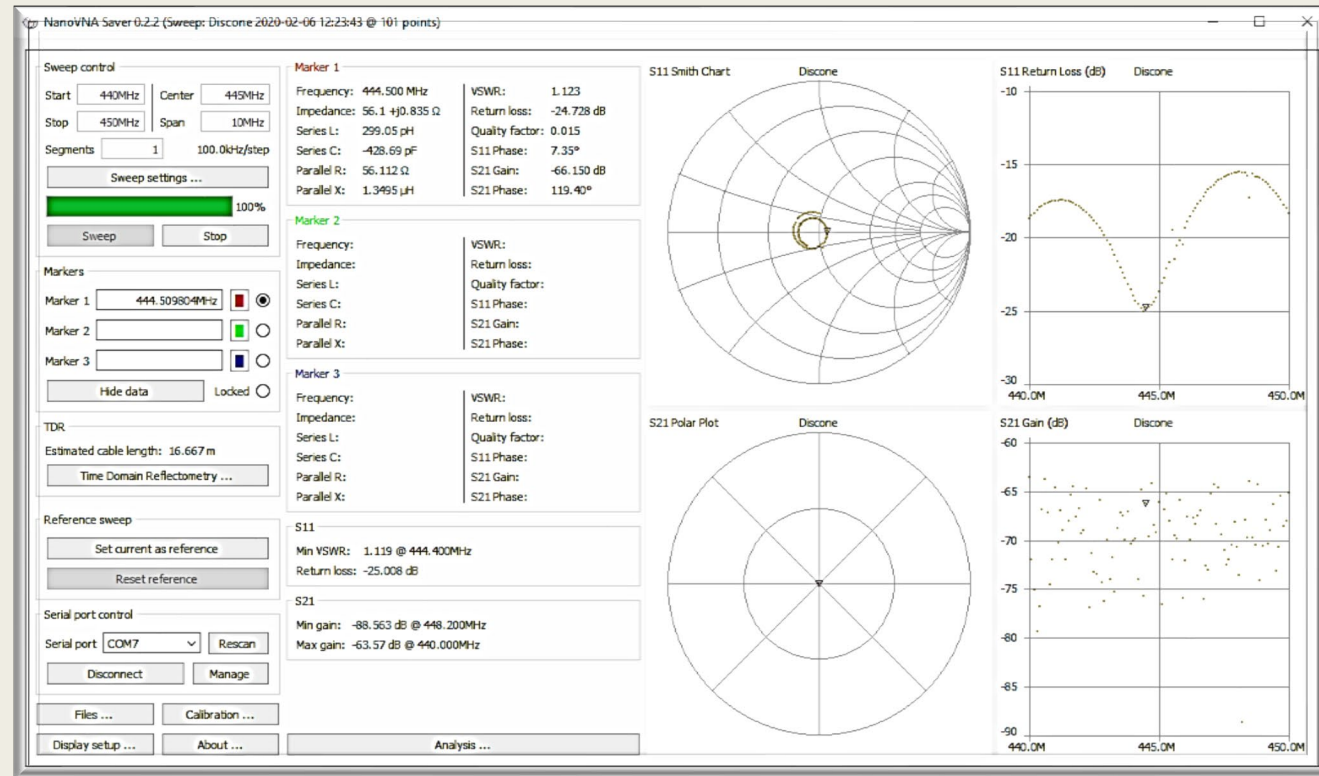 NanoVNA Saver 0.2.2 (Sweep: Discone 2020-02-06 12:23:43 @ 101 points)
Sweep control
Start 440MHz Center 445MHz
Stop 450MHz Span 10MHz
Segments 1 100.0kHz/step
Sweep settings ...
100%
Sweep Stop
Markers
Marker 1 444.509804MHz
Marker 2
Marker 3
Hide data Locked
TDR
Estimated cable length: 16.667 m
Time Domain Reflectometry ...
Reference sweep
Set current as reference
Reset reference
Serial port control
Serial port COM7 Rescan
Disconnect Manage
Files ... Calibration ...
Display setup ... About ...
Marker 1
Frequency: 444.500 MHz VSWR: 1.123
Impedance: 56.1 +j0.835 Ω Return loss: -24.728 dB
Series L: 299.05 pH Quality factor: 0.015
Series C: -428.69 pF S11 Phase: 7.35°
Parallel R: 56.112 Ω S21 Gain: -66.150 dB
Parallel X: 1.3495 µH S21 Phase: 119.40°
Marker 2
Frequency: VSWR:
Impedance: Return loss:
Series L: Quality factor:
Series C: S11 Phase:
Parallel R: S21 Gain:
Parallel X: S21 Phase:
Marker 3
Frequency: VSWR:
Impedance: Return loss:
Series L: Quality factor:
Series C: S11 Phase:
Parallel R: S21 Gain:
Parallel X: S21 Phase:
S11
Min VSWR: 1.119 @ 444.400MHz
Return loss: -25.008 dB
S21
Min gain: -88.563 dB @ 448.200MHz
Max gain: -63.57 dB @ 440.000MHz
Analysis ...
S11 Smith Chart Discone
S11 Return Loss (dB) Discone
-10
-15
-20
-25
-30
440.0M 445.0M 450.0M
S21 Polar Plot Discone
S21 Gain (dB) Discone
-60
-65
-70
-75
-80
-85
-90
440.0M 445.0M 450.0M